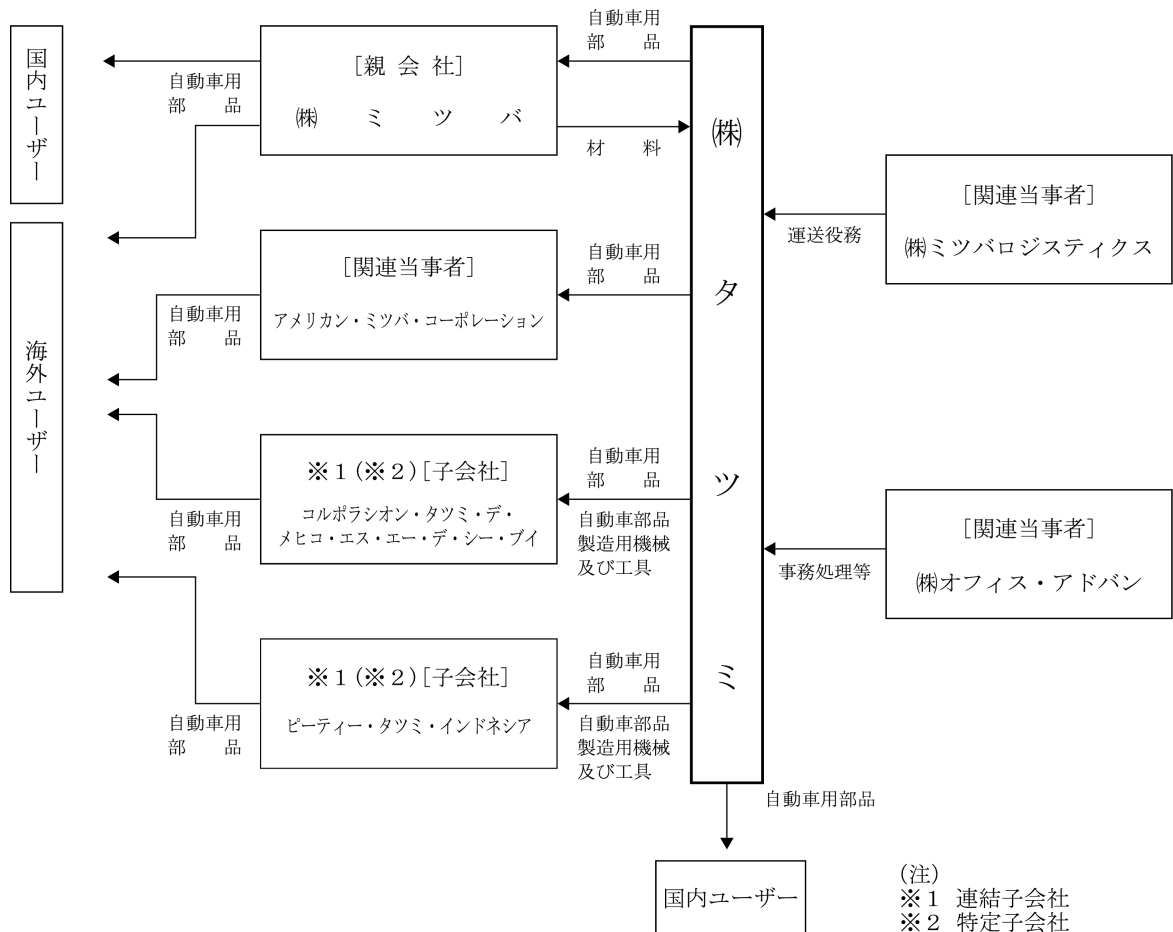 国内ユーザー
海外ユーザー
自動車用
部　　品
自動車用
部　　品
自動車用
部　　品
自動車用
部　　品
[親 会 社]
㈱　ミ　ツ　バ
[関連当事者]
アメリカン・ミツバ・コーポレーション
※1(※2)[子会社]
コルポラシオン・タツミ・デ・
メヒコ・エス・エー・デ・シー・ブイ
※1(※2)[子会社]
ピーティー・タツミ・インドネシア
自動車用
部　　品
材　　料
自動車用
部　　品
自動車用
部　　品
自動車部品
製造用機械
及び工具
自動車用
部　　品
自動車部品
製造用機械
及び工具
㈱タツミ
運送役務
[関連当事者]
㈱ミツバロジスティクス
事務処理等
[関連当事者]
㈱オフィス・アドバン
自動車用部品
国内ユーザー
(注)
※1 連結子会社
※2 特定子会社